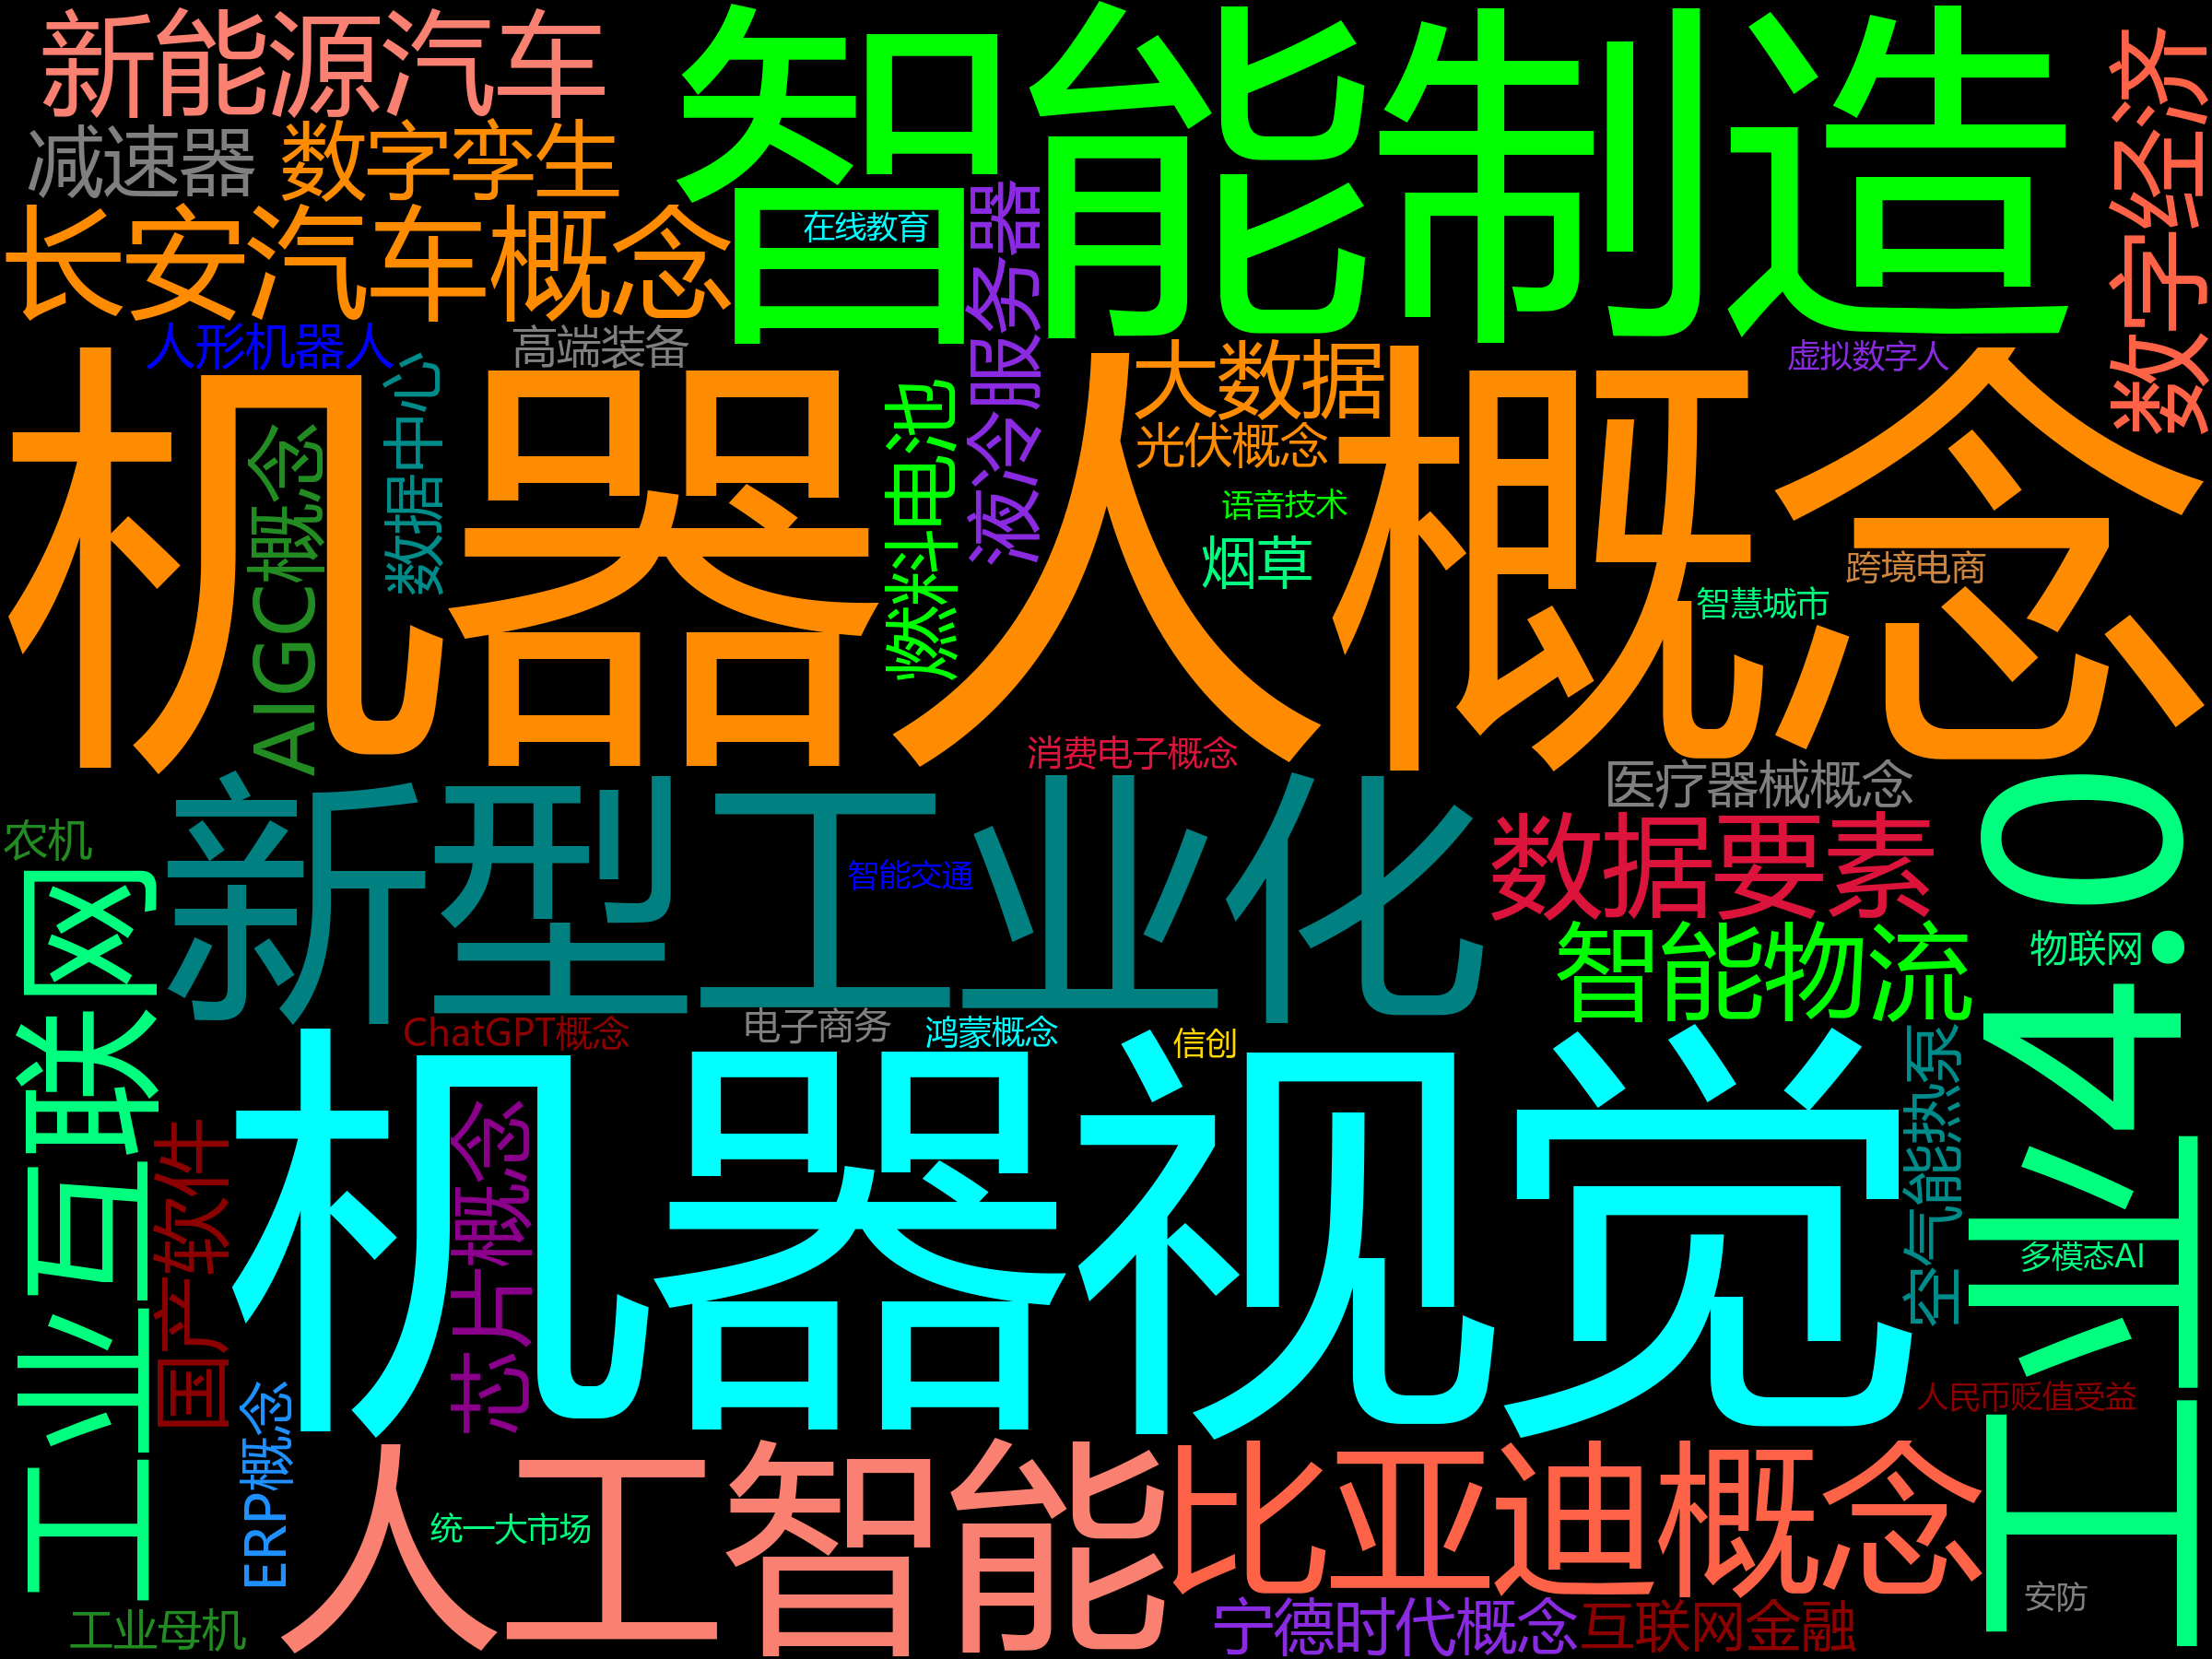 新能源汽车
智能制造
数字经济
减速器
数字孪生
长安汽车概念
在线教育
液冷服务器
人形机器人
高端装备
大数据
虚拟数字人
机器人概念
数据中心
燃料电池
光伏概念
AIGC概念
语音技术
烟草
跨境电商
智慧城市
消费电子概念
医疗器械概念
新型工业化
数据要素
工业4.0
农机
智能交通
工业互联网
智能物流
物联网
ChatGPT概念
电子商务
鸿蒙概念
信创
机器视觉
空气能热泵
国产软件
芯片概念
多模态AI
ERP概念
人民币贬值受益
人工智能
比亚迪概念
统一大市场
安防
工业母机
宁德时代概念
互联网金融